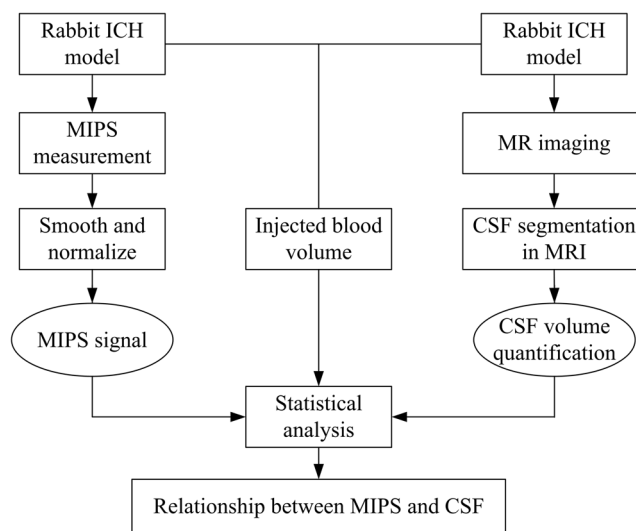 Rabbit ICH
model
Rabbit ICH
model
MIPS
measurement
MR imaging
Smooth and
normalize
Injected blood
volume
CSF segmentation
in MRI
MIPS signal
CSF volume
quantification
Statistical
analysis
Relationship between MIPS and CSF